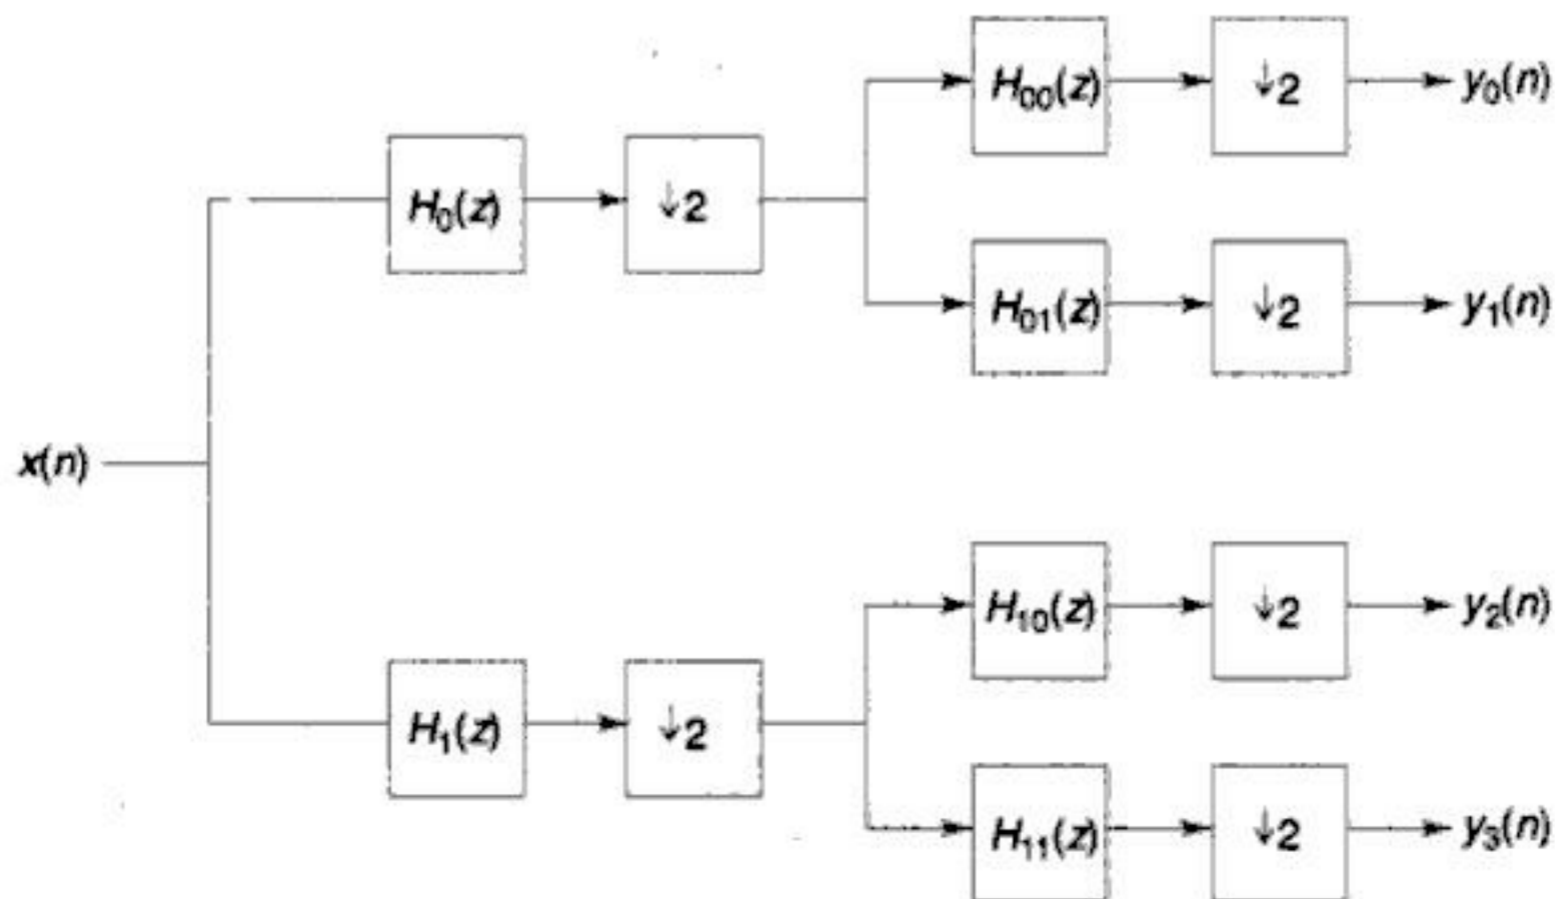 H₀₀(z) ↓2 y₀(n)
H₀(z) ↓2
H₀₁(z) ↓2 y₁(n)
x(n)
H₁₀(z) ↓2 y₂(n)
H₁(z) ↓2
H₁₁(z) ↓2 y₃(n)